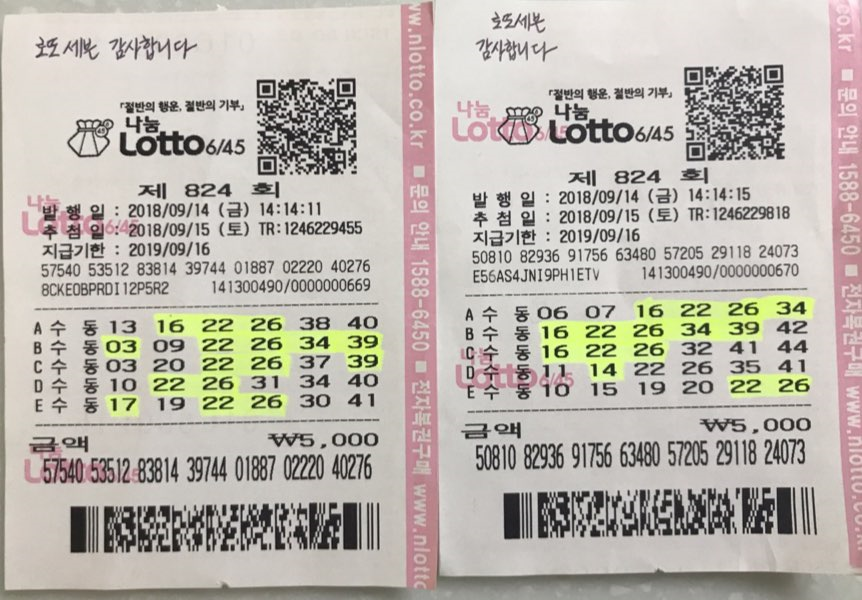 로또세븐 감사합니다
「절반의 행운, 절반의 기부」
나눔
Lotto 6/45
제 824 회
발 행 일 : 2018/09/14 (금) 14:14:11
추 첨 일 : 2018/09/15 (토) TR:1246229455
지급기한 : 2019/09/16
57540 53512 83814 39744 01887 02220 40276
8CKEOBPRDI12P5R2 141300490/0000000669
A 수 동 13 16 22 26 38 40
B 수 동 03 09 22 26 34 39
C 수 동 03 20 22 26 37 39
D 수 동 10 22 26 31 34 40
E 수 동 17 19 22 26 30 41
금액 ₩5,000
57540 53512 83814 39744 01887 02220 40276
www.nlotto.co.kr ■ 문의 안내 1588-6450 ■ 전자복권구매 www.nlotto
로또세븐
감사합니다
「절반의 행운, 절반의 기부」
나눔
Lotto 6/45
제 824 회
발 행 일 : 2018/09/14 (금) 14:14:15
추 첨 일 : 2018/09/15 (토) TR:1246229818
지급기한 : 2019/09/16
50810 82936 91756 63480 57205 29118 24073
E56AS4JNI9PH1ETV 141300490/0000000670
A 수 동 06 07 16 22 26 34
B 수 동 16 22 26 34 39 42
C 수 동 16 22 26 32 41 44
D 수 동 11 14 22 26 35 41
E 수 동 10 15 19 20 22 26
금액 ₩5,000
50810 82936 91756 63480 57205 29118 24073
.co.kr ■ 문의 안내 1588-6450 ■ 전자복권구매 www.nlotto.co